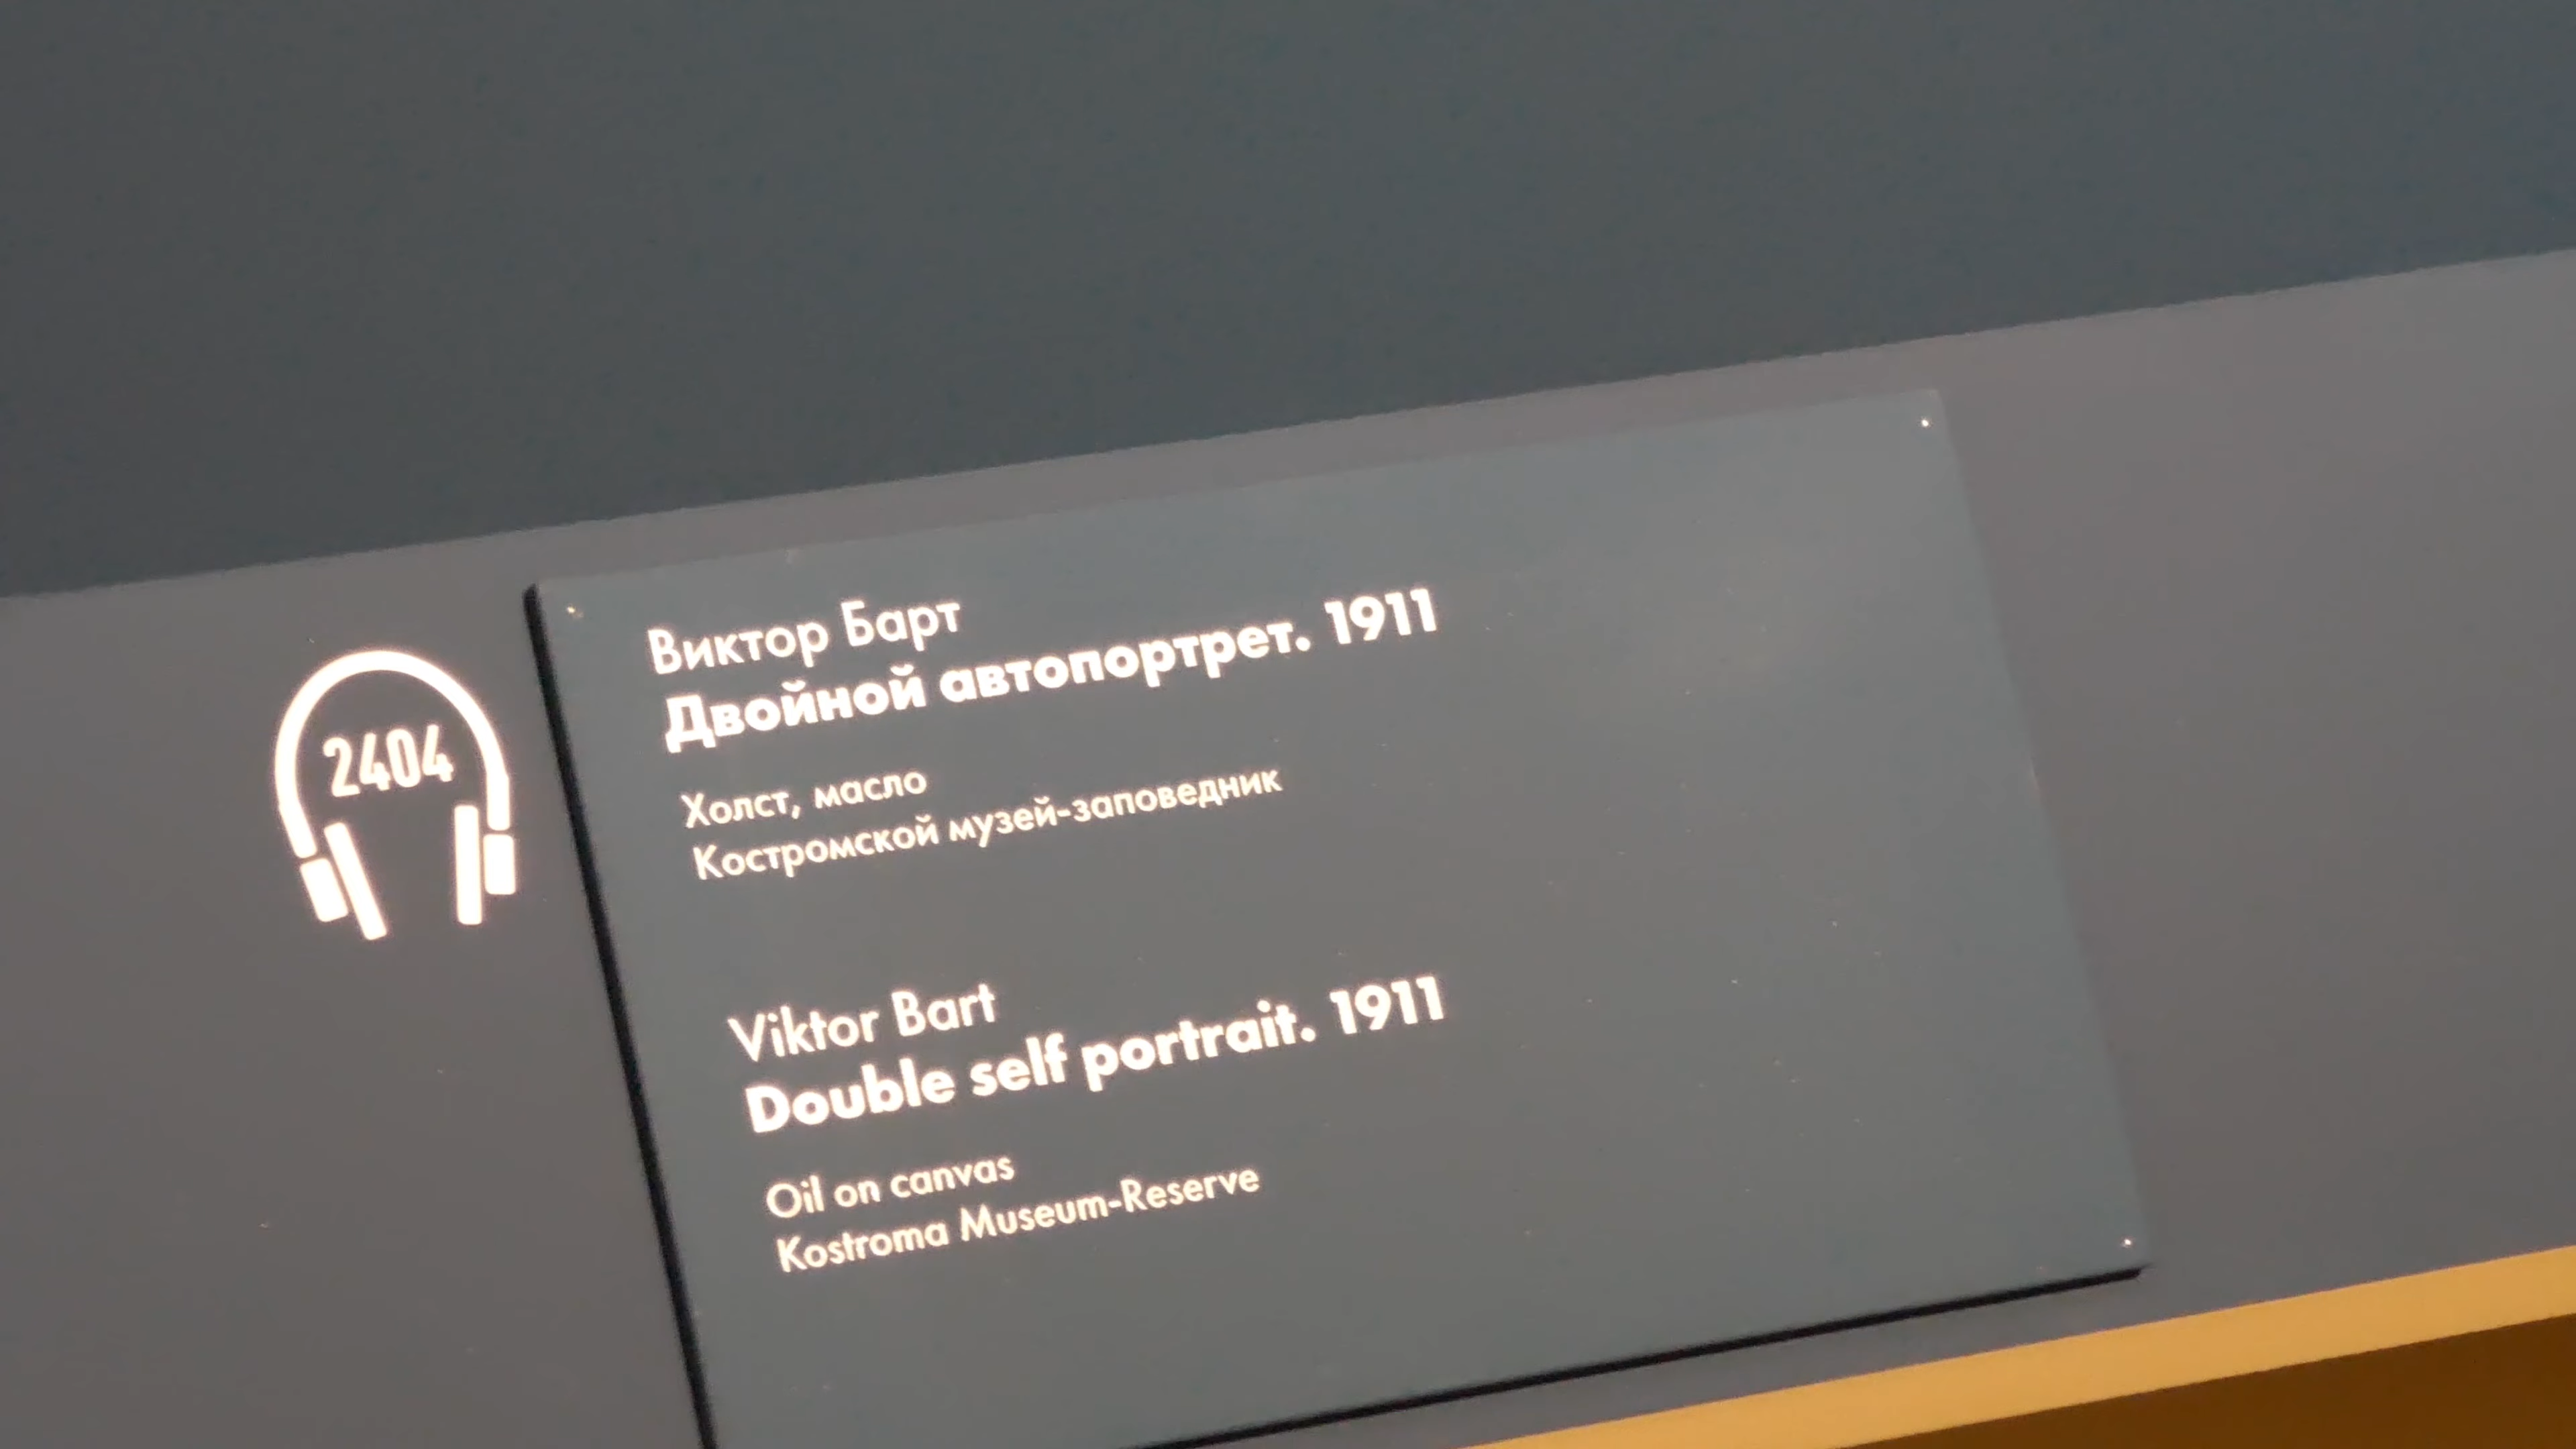 2404
Виктор Барт
Двойной автопортрет. 1911
Холст, масло
Костромской музей-заповедник
Viktor Bart
Double self portrait. 1911
Oil on canvas
Kostroma Museum-Reserve